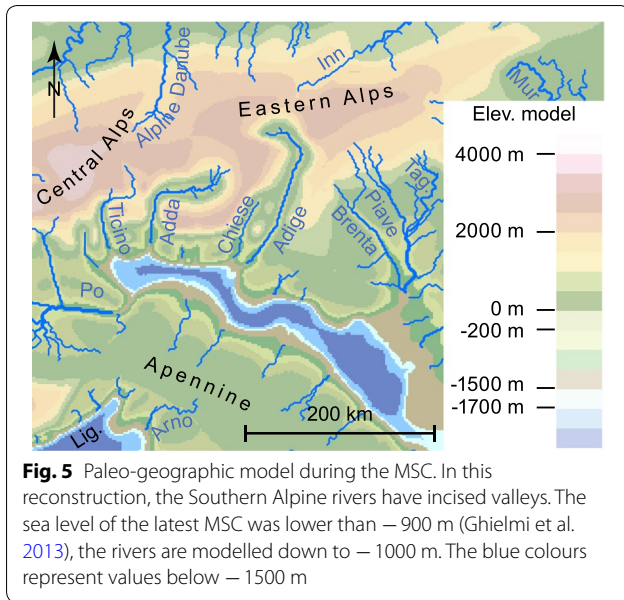 N
Alpine Danube
Inn
Mur
Eastern Alps
Central Alps
Elev. model
4000 m
Ticino
Adda
Chiese
Adige
Brenta
Piave
Tag.
2000 m
Po
0 m
-200 m
Apennine
-1500 m
-1700 m
200 km
Lig.
Arno
Fig. 5 Paleo-geographic model during the MSC. In this
reconstruction, the Southern Alpine rivers have incised valleys. The
sea level of the latest MSC was lower than − 900 m (Ghielmi et al.
2013), the rivers are modelled down to − 1000 m. The blue colours
represent values below − 1500 m